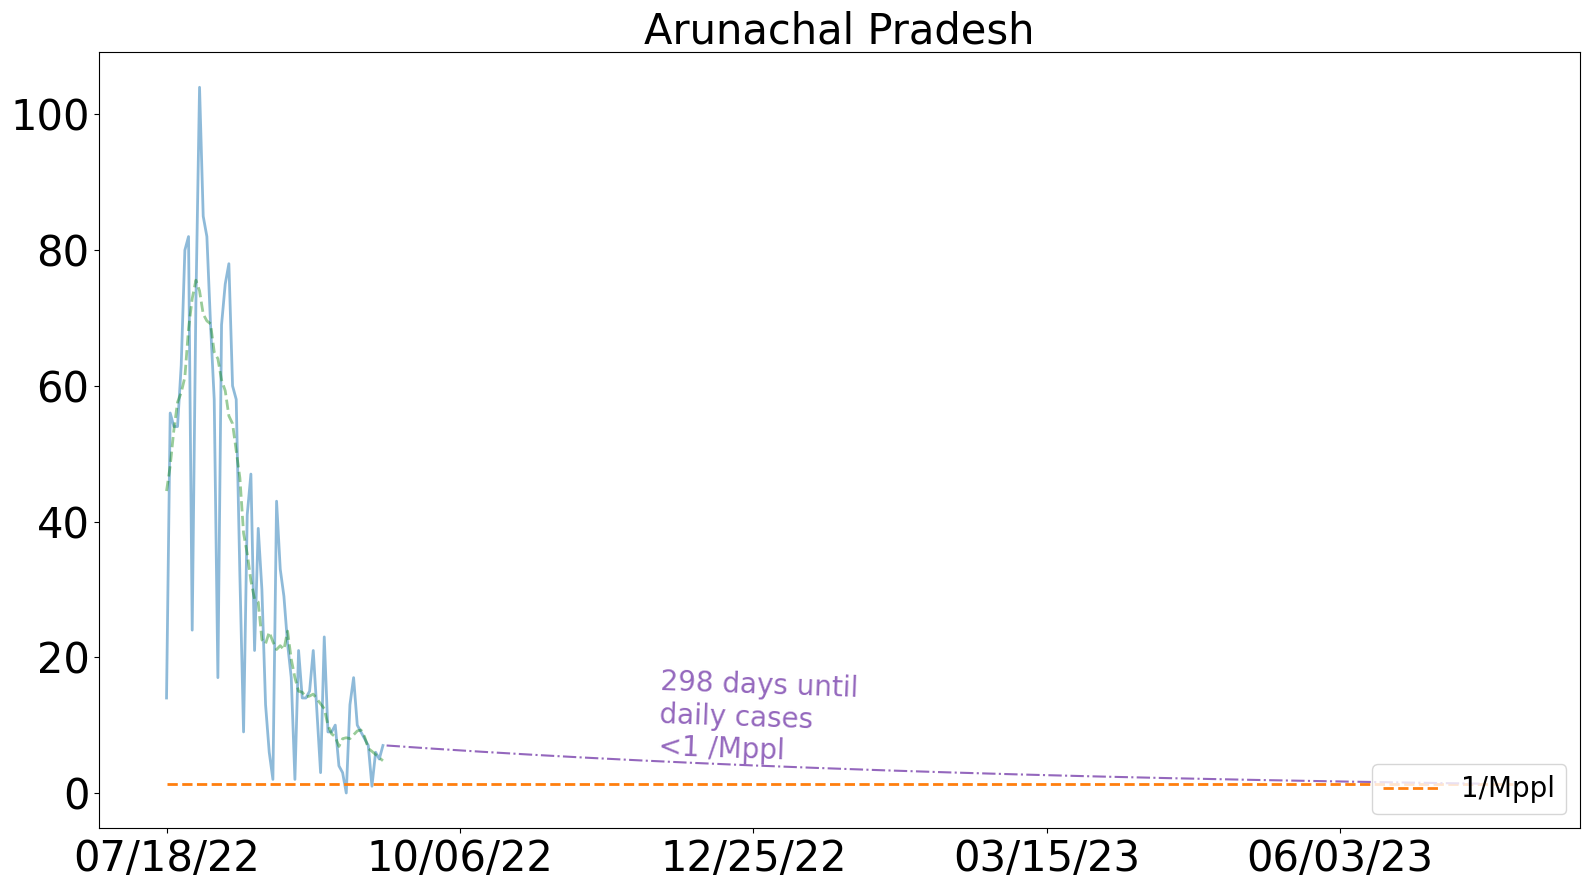 Arunachal Pradesh
100
80
60
40
20
0
298 days until
daily cases
<1 /Mppl
1/Mppl
07/18/22
10/06/22
12/25/22
03/15/23
06/03/23